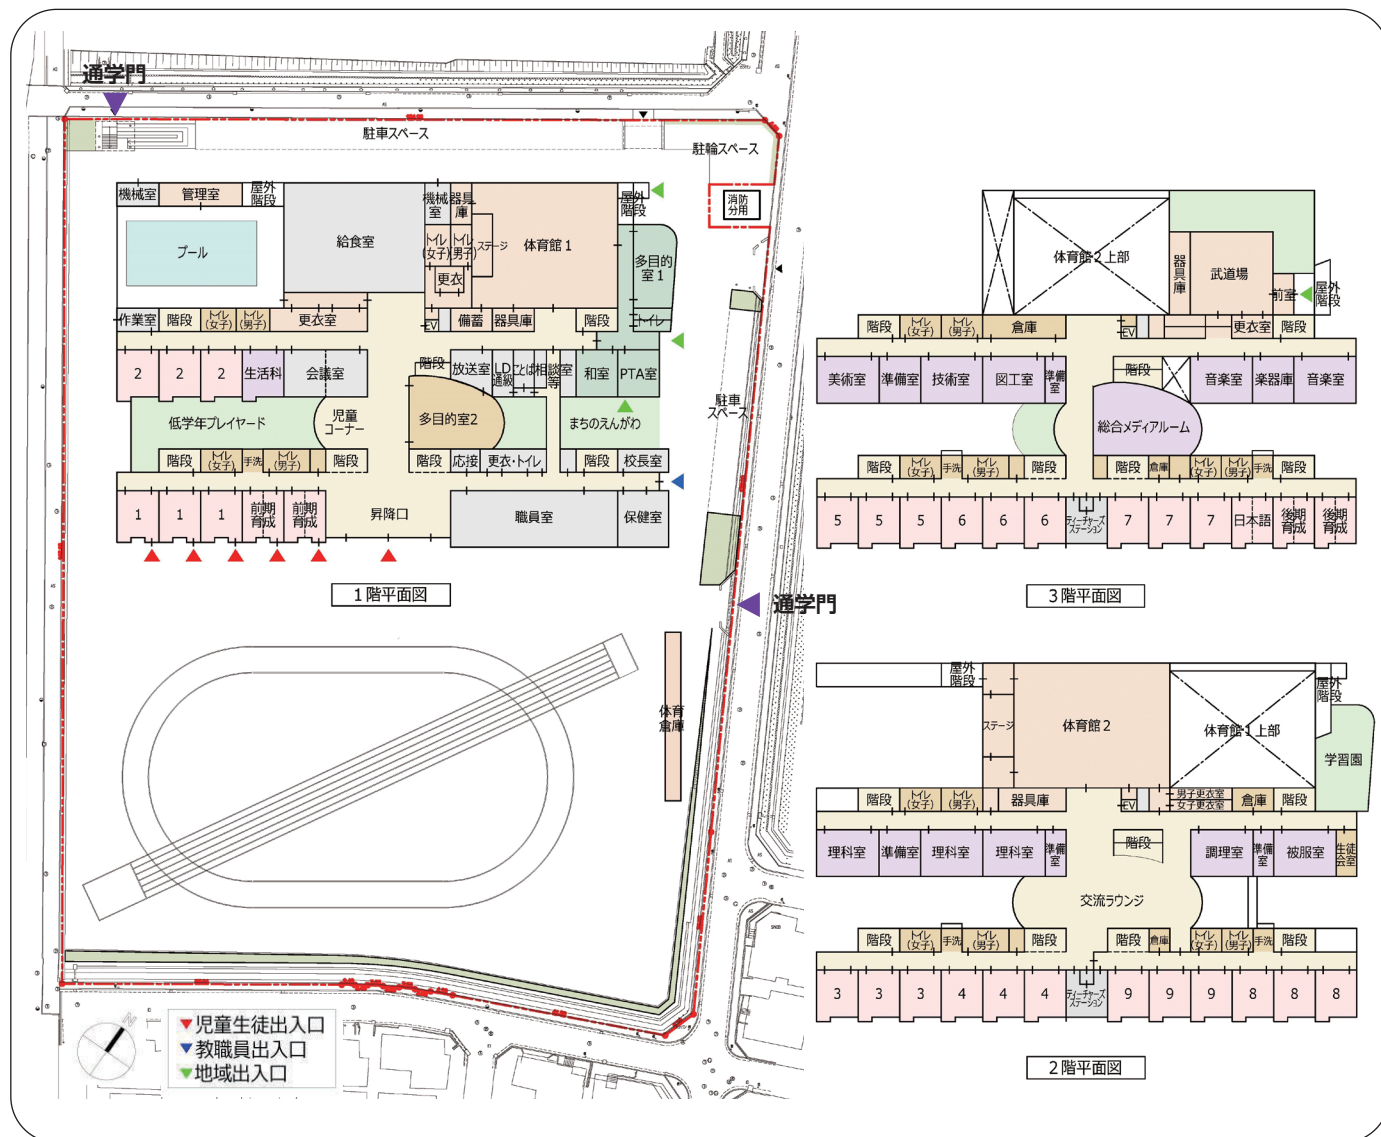 通学門
駐車スペース
駐輪スペース
消防
分用
機械室
管理室
屋外
階段
給食室
機械
室
器具
庫
トイレ
(女子)
トイレ
(男子)
更衣
ステージ
体育館1
屋外
階段
多目的
室1
プール
作業室
階段
トイレ
(女子)
トイレ
(男子)
更衣室
EV
備蓄
器具庫
階段
トイレ
2
2
2
生活科
会議室
階段
放送室
LD
通級
ことば
相談室
等
和室
PTA室
低学年プレイヤード
児童
コーナー
多目的室2
まちのえんがわ
駐車
スペース
階段
トイレ
(女子)
手洗
トイレ
(男子)
階段
階段
応接
更衣・トイレ
階段
校長室
1
1
1
前期
育成
前期
育成
昇降口
職員室
保健室
1階平面図
通学門
体育
倉庫
N
児童生徒出入口
教職員出入口
地域出入口
体育館2上部
器
具
庫
武道場
前室
屋外
階段
階段
トイレ
(女子)
トイレ
(男子)
倉庫
EV
更衣室
階段
美術室
準備室
技術室
図工室
準備
室
階段
音楽室
楽器庫
音楽室
総合メディアルーム
階段
トイレ
(女子)
手洗
トイレ
(男子)
階段
階段
倉庫
トイレ
(女子)
トイレ
(男子)
手洗
階段
5
5
5
6
6
6
ティーチャーズ
ステーション
7
7
7
日本語
後期
育成
後期
育成
3階平面図
屋外
階段
ステージ
体育館2
体育館1上部
屋外
階段
学習園
階段
トイレ
(女子)
トイレ
(男子)
器具庫
EV
男子更衣室
女子更衣室
倉庫
階段
理科室
準備室
理科室
理科室
準備
室
階段
調理室
準備
室
被服室
生徒
会室
交流ラウンジ
階段
トイレ
(女子)
手洗
トイレ
(男子)
階段
階段
倉庫
トイレ
(女子)
トイレ
(男子)
手洗
階段
3
3
3
4
4
4
ティーチャーズ
ステーション
9
9
9
8
8
8
2階平面図